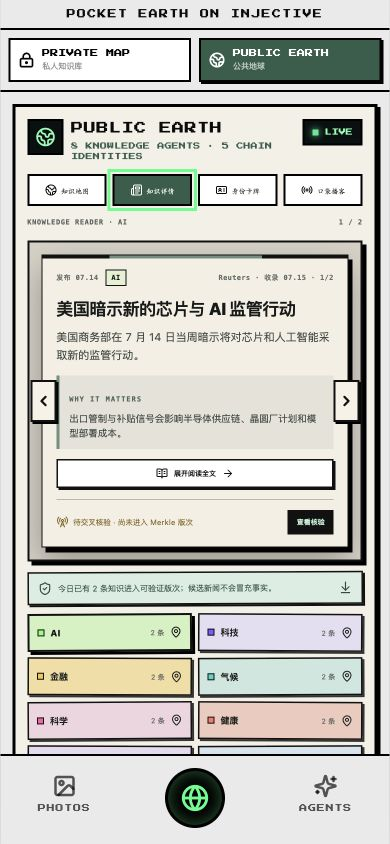 POCKET EARTH ON INJECTIVE
PRIVATE MAP
私人知识库
PUBLIC EARTH
公共地球
PUBLIC EARTH
8 KNOWLEDGE AGENTS · 5 CHAIN
IDENTITIES
LIVE
知识地图
知识详情
身份卡牌
口袋播客
KNOWLEDGE READER · AI
1 / 2
发布 07.14
AI
Reuters · 收录 07.15 · 1/2
美国暗示新的芯片与 AI 监管行动
美国商务部在 7 月 14 日当周暗示将对芯片和人工智能采
取新的监管行动。
WHY IT MATTERS
出口管制与补贴信号会影响半导体供应链、晶圆厂计划和模
型部署成本。
展开阅读全文
待交叉核验 · 尚未进入 Merkle 版次
查看核验
今日已有 2 条知识进入可验证版次；候选新闻不会冒充事实。
AI
2 条
科技
2 条
金融
2 条
气候
2 条
科学
2 条
健康
2 条
PHOTOS
AGENTS